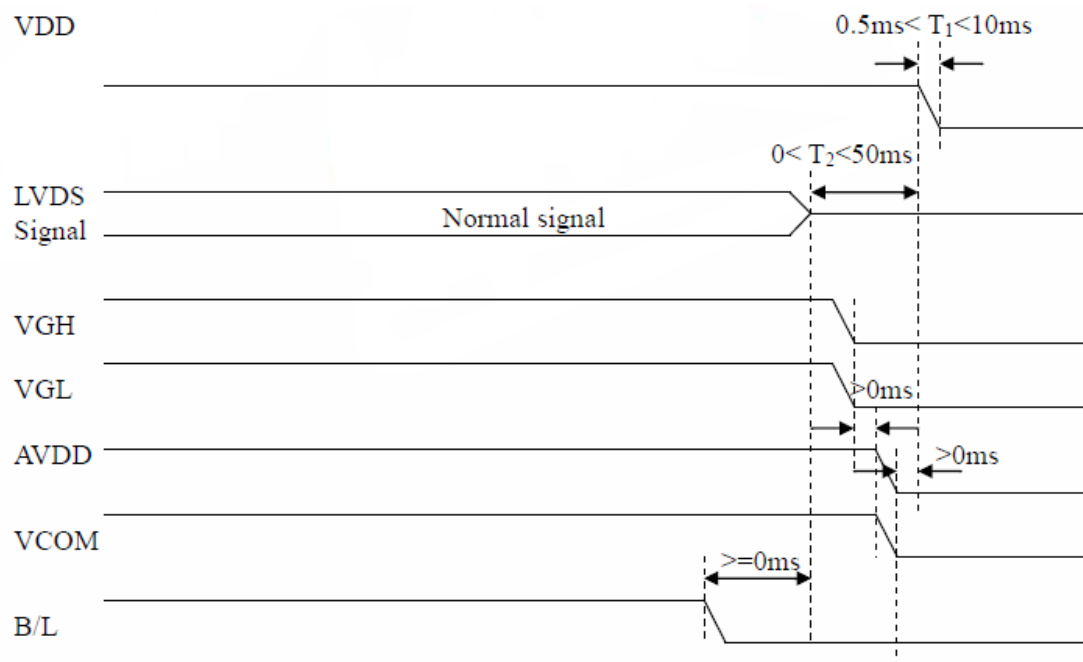 VDD
0.5ms< T₁<10ms
0< T₂<50ms
LVDS
Signal
Normal signal
VGH
VGL
>0ms
AVDD
>0ms
VCOM
>=0ms
B/L